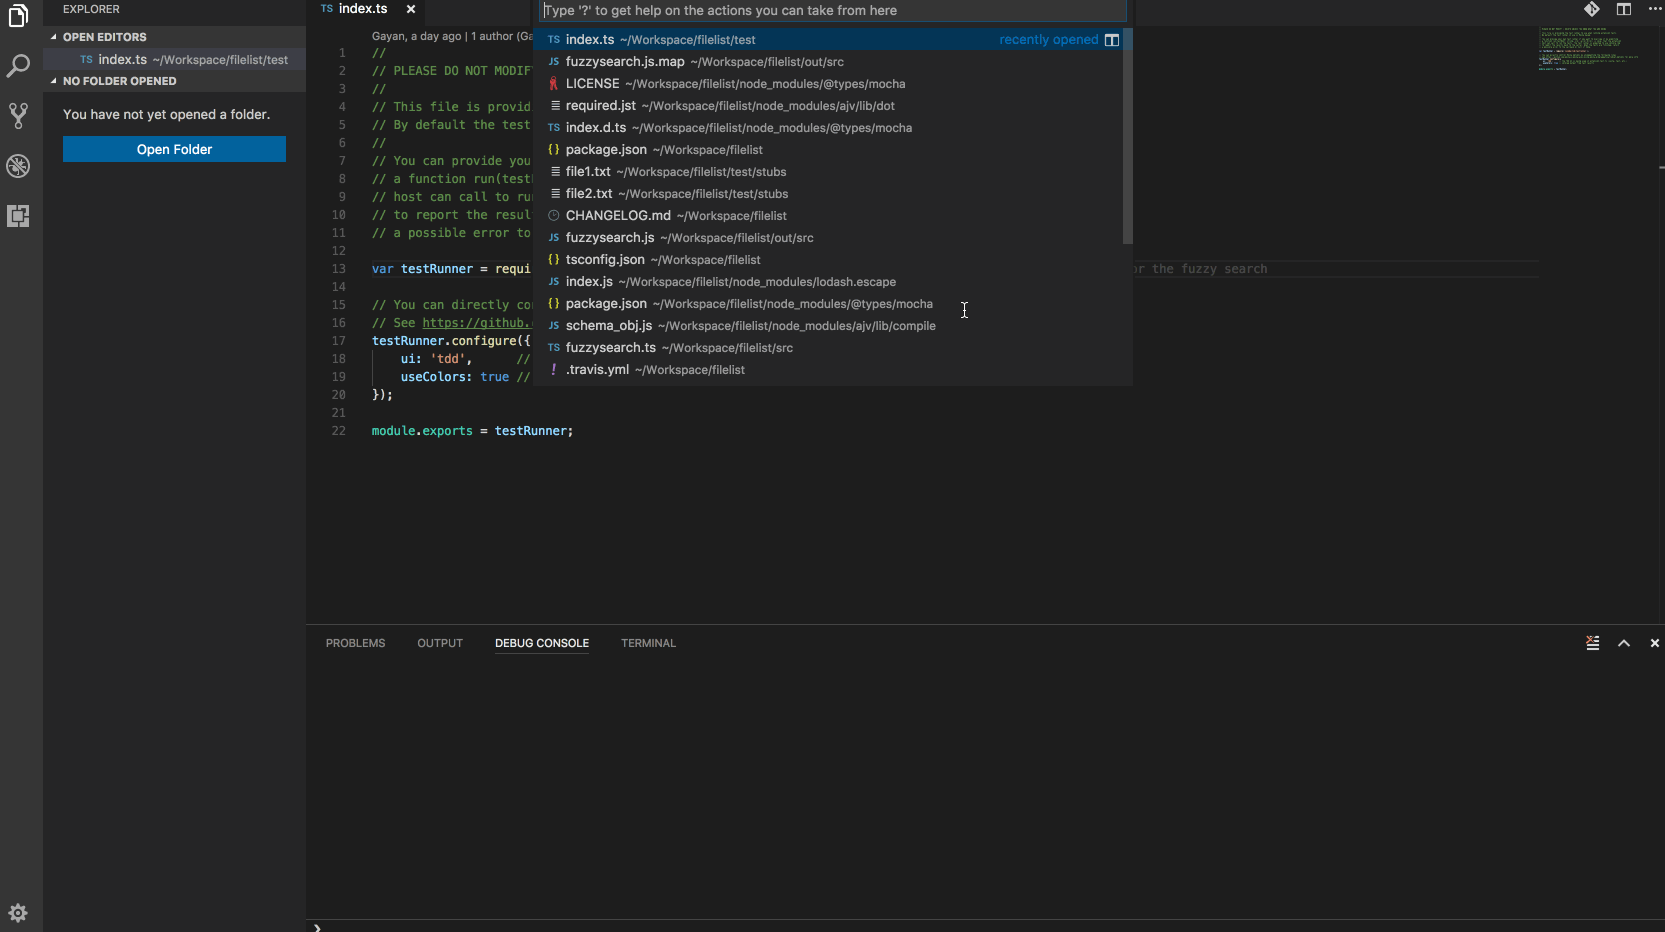 EXPLORER
OPEN EDITORS
TS index.ts ~/Workspace/filelist/test
NO FOLDER OPENED
You have not yet opened a folder.
Open Folder
TS index.ts
Type '?' to get help on the actions you can take from here
TS index.ts ~/Workspace/filelist/test recently opened
JS fuzzysearch.js.map ~/Workspace/filelist/out/src
LICENSE ~/Workspace/filelist/node_modules/@types/mocha
required.jst ~/Workspace/filelist/node_modules/ajv/lib/dot
TS index.d.ts ~/Workspace/filelist/node_modules/@types/mocha
{} package.json ~/Workspace/filelist
file1.txt ~/Workspace/filelist/test/stubs
file2.txt ~/Workspace/filelist/test/stubs
CHANGELOG.md ~/Workspace/filelist
JS fuzzysearch.js ~/Workspace/filelist/out/src
{} tsconfig.json ~/Workspace/filelist
JS index.js ~/Workspace/filelist/node_modules/lodash.escape
{} package.json ~/Workspace/filelist/node_modules/@types/mocha
JS schema_obj.js ~/Workspace/filelist/node_modules/ajv/lib/compile
TS fuzzysearch.ts ~/Workspace/filelist/src
! .travis.yml ~/Workspace/filelist
Gayan, a day ago | 1 author (Ga
1 //
2 // PLEASE DO NOT MODIF
3 //
4 // This file is provid
5 // By default the test
6 //
7 // You can provide you
8 // a function run(test
9 // host can call to ru
10 // to report the resul
11 // a possible error to
12
13 var testRunner = requi or the fuzzy search
14
15 // You can directly co
16 // See https://github.
17 testRunner.configure({
18 ui: 'tdd', //
19 useColors: true //
20 });
21
22 module.exports = testRunner;
PROBLEMS OUTPUT DEBUG CONSOLE TERMINAL